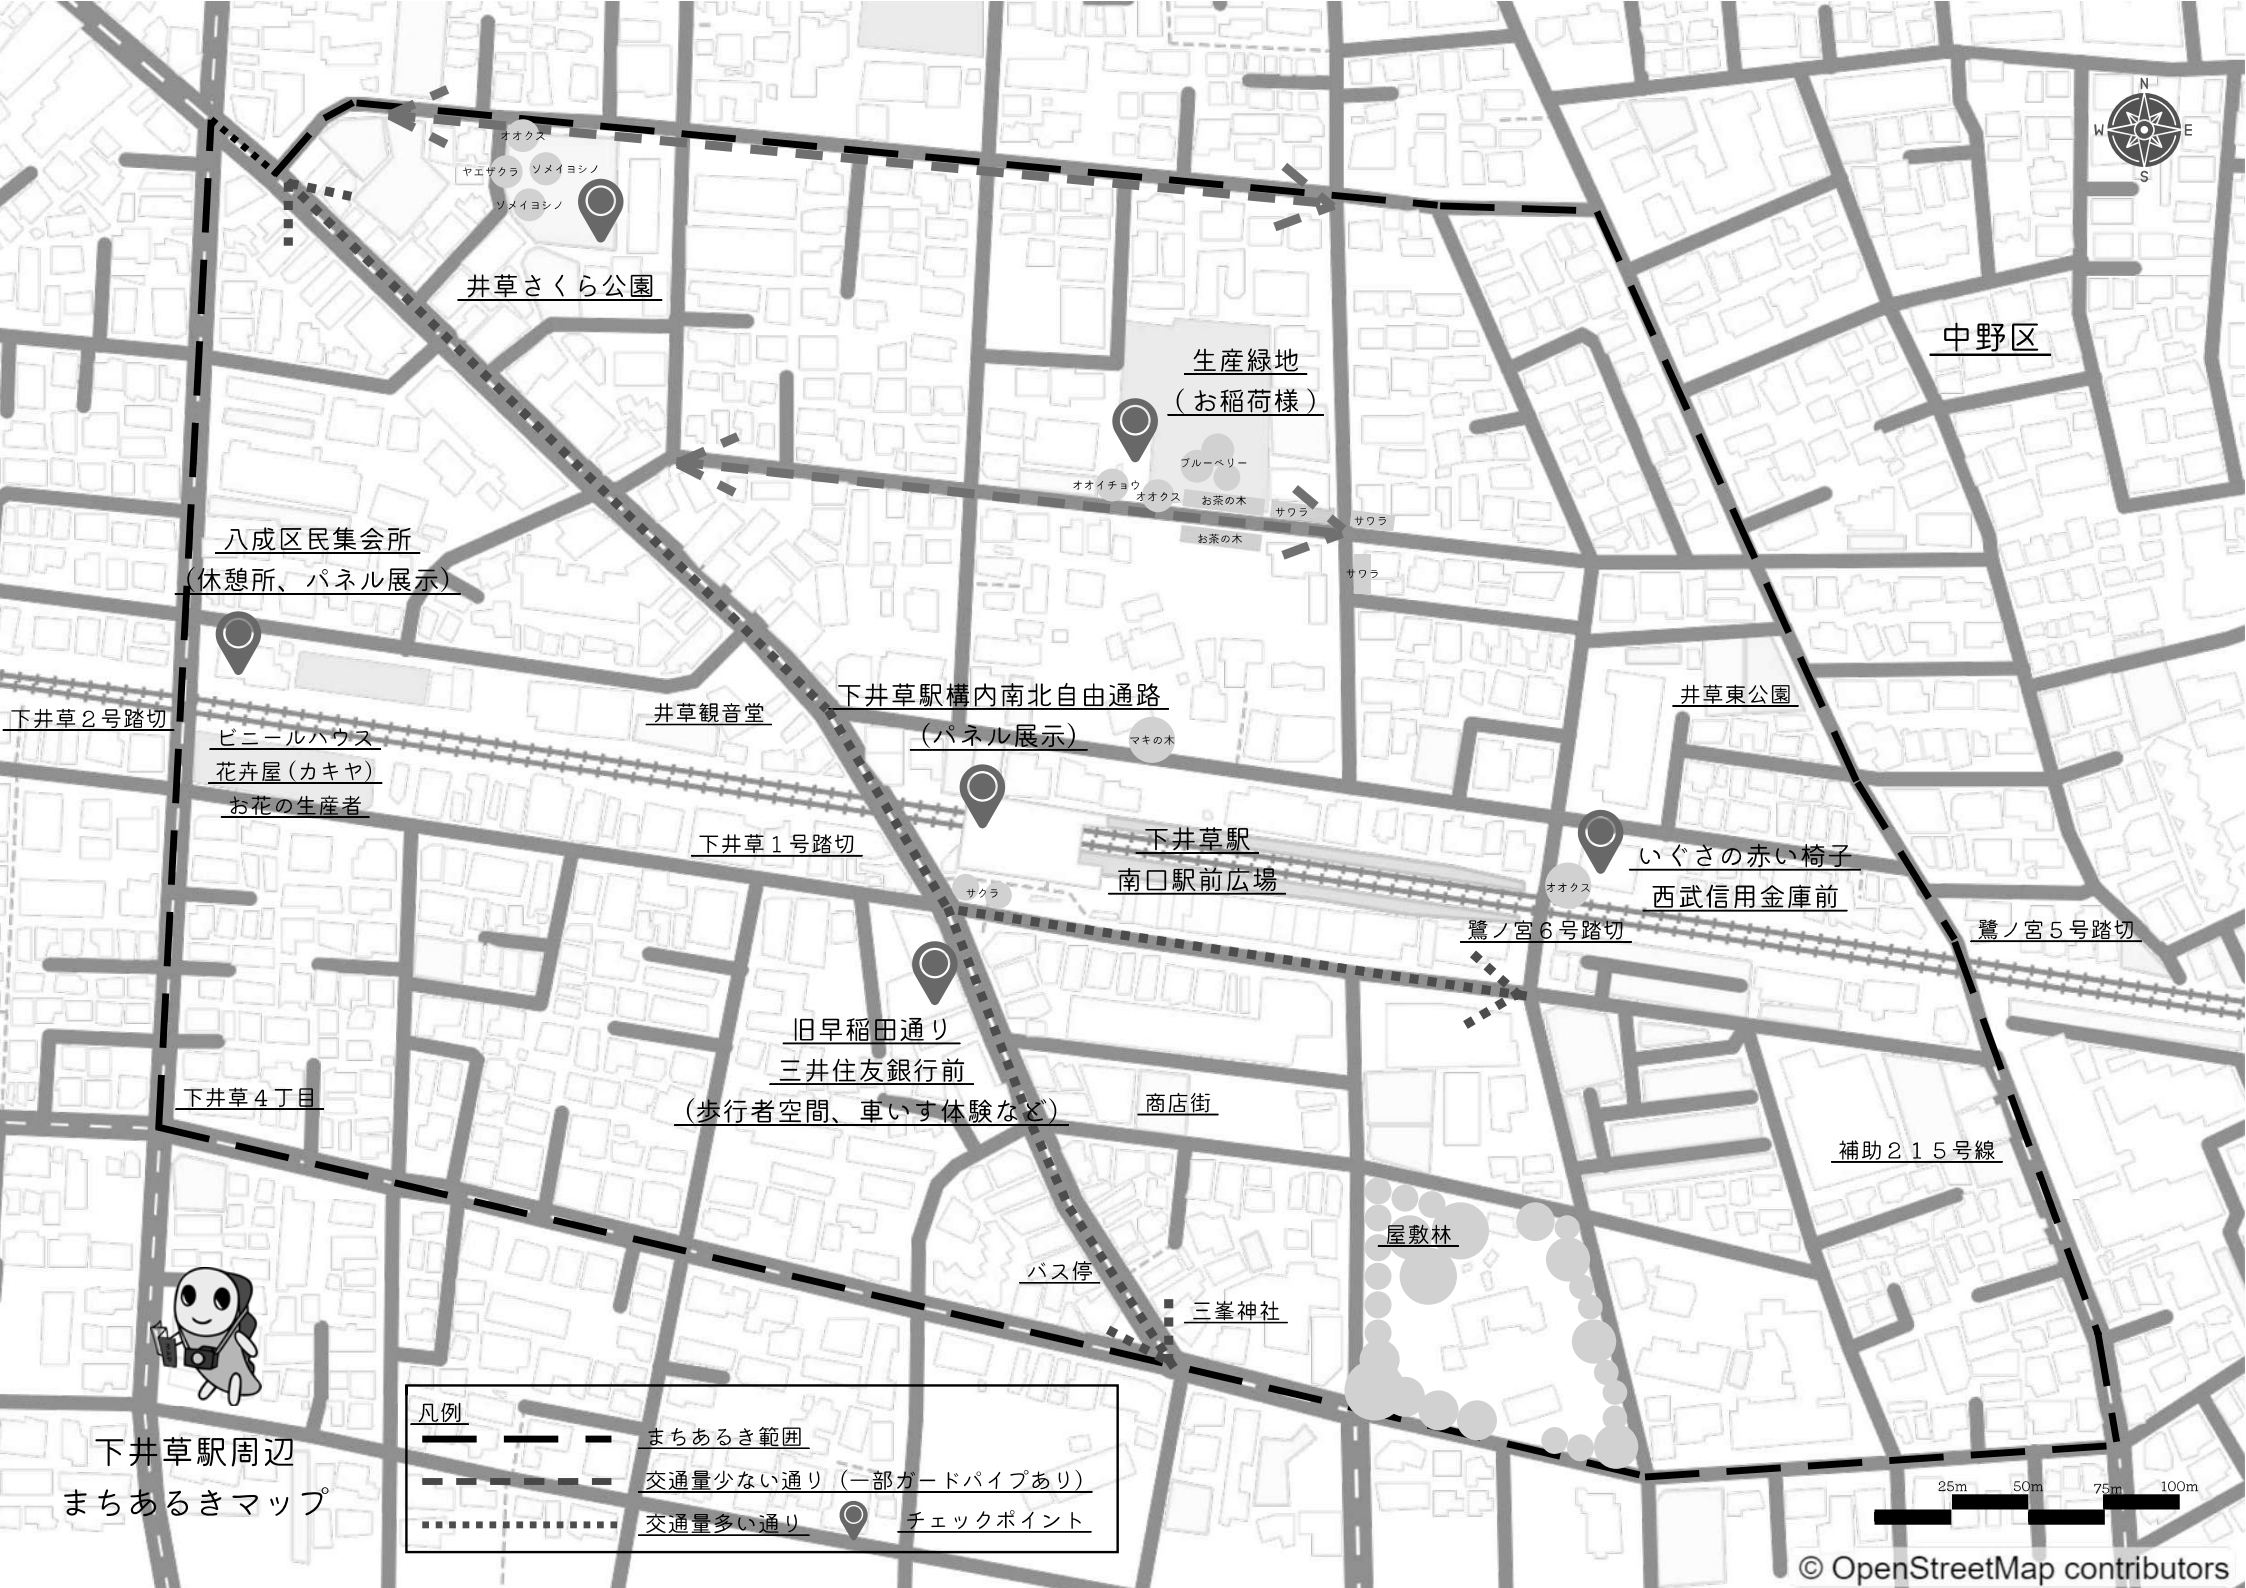 N
W E
S
オオクス
ヤエザクラ
ソメイヨシノ
ソメイヨシノ
井草さくら公園
中野区
生産緑地
(お稲荷様)
ブルーベリー
オオイチョウ
オオクス
お茶の木
サワラ
サワラ
お茶の木
サワラ
八成区民集会所
(休憩所、パネル展示)
下井草2号踏切
ビニールハウス
花卉屋(カキヤ)
お花の生産者
井草観音堂
下井草駅構内南北自由通路
(パネル展示)
マキの木
井草東公園
下井草1号踏切
下井草駅
南口駅前広場
サクラ
いぐさの赤い椅子
西武信用金庫前
オオクス
鷺ノ宮6号踏切
鷺ノ宮5号踏切
旧早稲田通り
三井住友銀行前
(歩行者空間、車いす体験など)
下井草4丁目
商店街
補助215号線
屋敷林
バス停
三峯神社
下井草駅周辺
まちあるきマップ
凡例
まちあるき範囲
交通量少ない通り(一部ガードパイプあり)
交通量多い通り
チェックポイント
25m 50m 75m 100m
© OpenStreetMap contributors